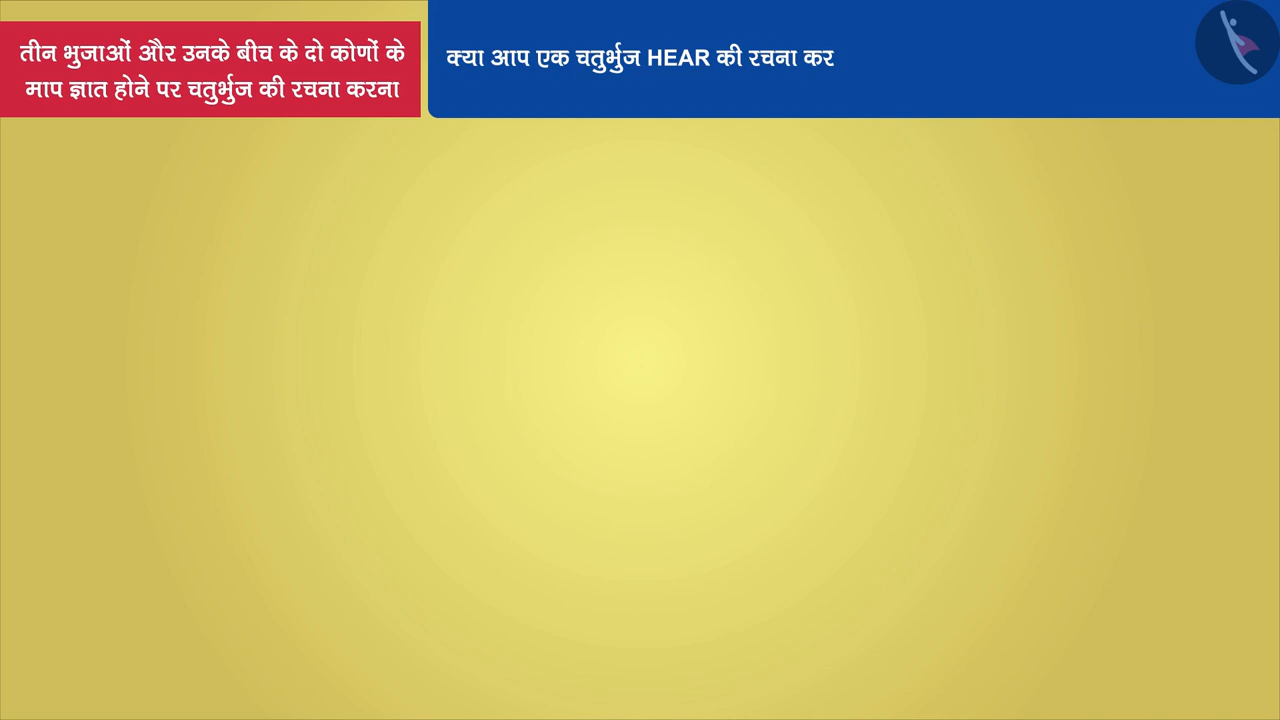 तीन भुजाओं और उनके बीच के दो कोणों के
माप ज्ञात होने पर चतुर्भुज की रचना करना
क्या आप एक चतुर्भुज HEAR की रचना कर